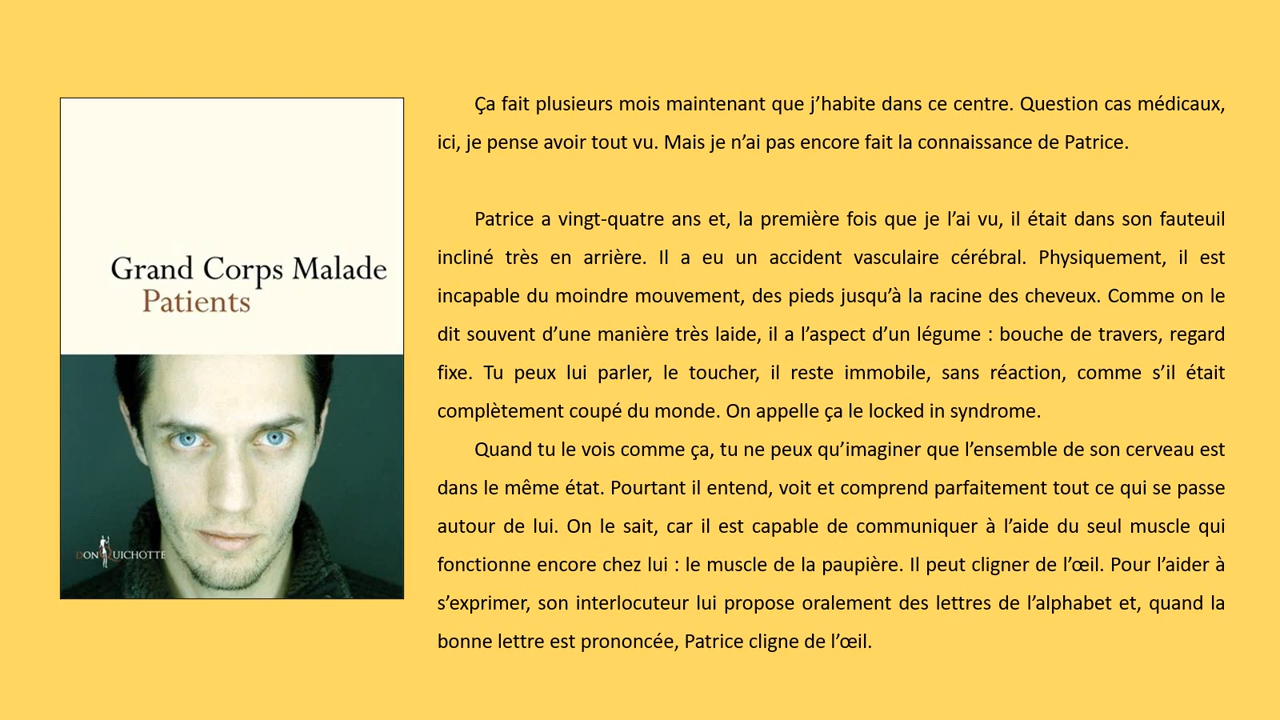 Grand Corps Malade
Patients
DON QUICHOTTE
Ça fait plusieurs mois maintenant que j’habite dans ce centre. Question cas médicaux,
ici, je pense avoir tout vu. Mais je n’ai pas encore fait la connaissance de Patrice.
Patrice a vingt-quatre ans et, la première fois que je l’ai vu, il était dans son fauteuil
incliné très en arrière. Il a eu un accident vasculaire cérébral. Physiquement, il est
incapable du moindre mouvement, des pieds jusqu’à la racine des cheveux. Comme on le
dit souvent d’une manière très laide, il a l’aspect d’un légume : bouche de travers, regard
fixe. Tu peux lui parler, le toucher, il reste immobile, sans réaction, comme s’il était
complètement coupé du monde. On appelle ça le locked in syndrome.
Quand tu le vois comme ça, tu ne peux qu’imaginer que l’ensemble de son cerveau est
dans le même état. Pourtant il entend, voit et comprend parfaitement tout ce qui se passe
autour de lui. On le sait, car il est capable de communiquer à l’aide du seul muscle qui
fonctionne encore chez lui : le muscle de la paupière. Il peut cligner de l’œil. Pour l’aider à
s’exprimer, son interlocuteur lui propose oralement des lettres de l’alphabet et, quand la
bonne lettre est prononcée, Patrice cligne de l’œil.